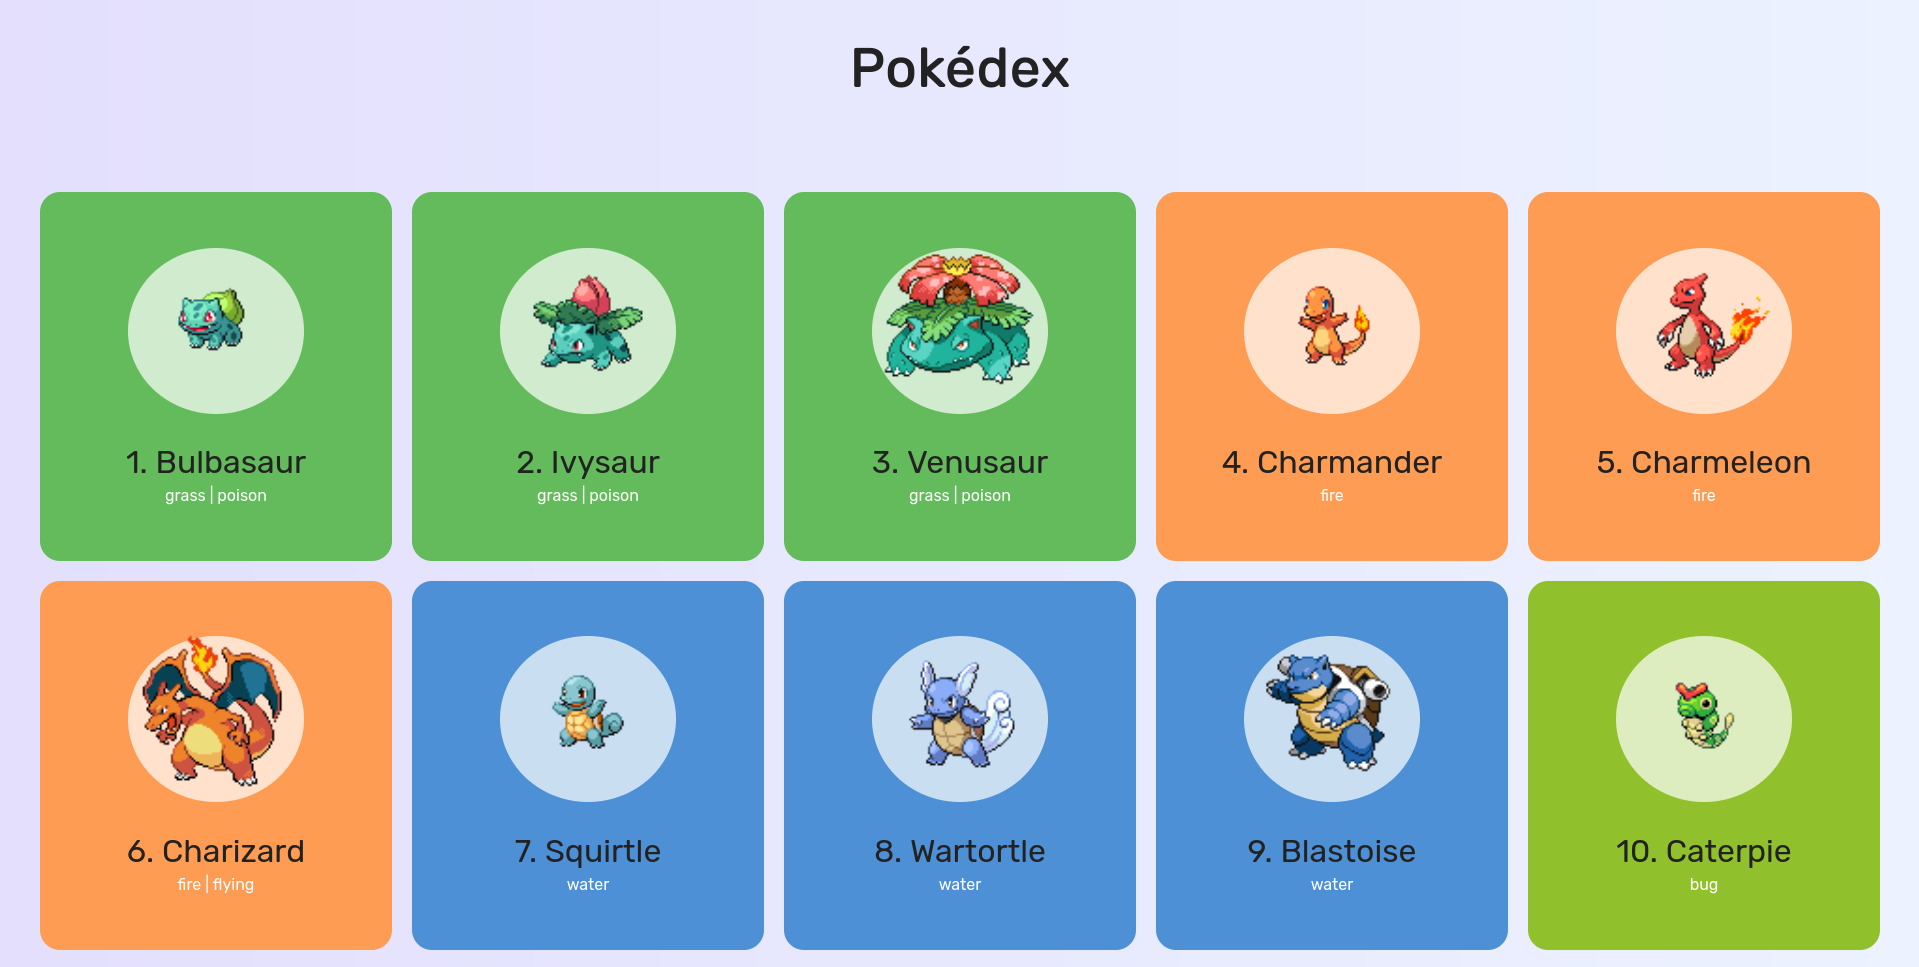 Pokédex
1. Bulbasaur
grass | poison
2. Ivysaur
grass | poison
3. Venusaur
grass | poison
4. Charmander
fire
5. Charmeleon
fire
6. Charizard
fire | flying
7. Squirtle
water
8. Wartortle
water
9. Blastoise
water
10. Caterpie
bug